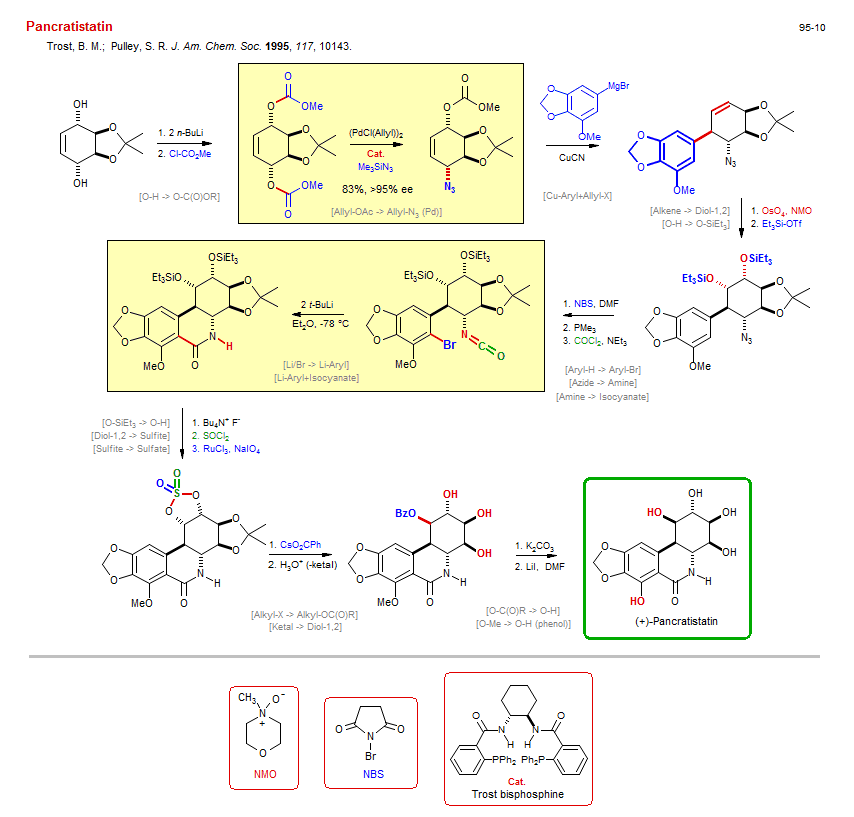 Pancratistatin
95-10
Trost, B. M.; Pulley, S. R. J. Am. Chem. Soc. 1995, 117, 10143.
OH
O
O
OH
1. 2 n-BuLi
2. Cl-CO₂Me
[O-H -> O-C(O)OR]
O
O
OMe
O
O
O
OMe
O
(PdCl(Allyl))₂
Cat.
Me₃SiN₃
83%, >95% ee
[Allyl-OAc -> Allyl-N₃ (Pd)]
O
O
OMe
O
O
N₃
O
O
MgBr
OMe
CuCN
[Cu-Aryl+Allyl-X]
O
O
O
O
N₃
OMe
[Alkene -> Diol-1,2]
[O-H -> O-SiEt₃]
1. OsO₄, NMO
2. Et₃Si-OTf
OSiEt₃
Et₃SiO
O
O
O
O
N₃
OMe
1. NBS, DMF
2. PMe₃
3. COCl₂, NEt₃
[Aryl-H -> Aryl-Br]
[Azide -> Amine]
[Amine -> Isocyanate]
OSiEt₃
Et₃SiO
O
O
O
O
N
C
O
Br
MeO
2 t-BuLi
Et₂O, -78 °C
[Li/Br -> Li-Aryl]
[Li-Aryl+Isocyanate]
OSiEt₃
Et₃SiO
O
O
O
O
N
H
MeO
O
[O-SiEt₃ -> O-H]
[Diol-1,2 -> Sulfite]
[Sulfite -> Sulfate]
1. Bu₄N⁺ F⁻
2. SOCl₂
3. RuCl₃, NaIO₄
O
O
S
O
O
O
O
O
O
N
H
MeO
O
1. CsO₂CPh
2. H₃O⁺ (-ketal)
[Alkyl-X -> Alkyl-OC(O)R]
[Ketal -> Diol-1,2]
OH
BzO
OH
OH
O
O
N
H
MeO
O
1. K₂CO₃
2. LiI, DMF
[O-C(O)R -> O-H]
[O-Me -> O-H (phenol)]
OH
HO
OH
OH
O
O
N
H
HO
O
(+)-Pancratistatin
CH₃
O⁻
N
+
O
NMO
O
N
O
Br
NBS
O
N
N
O
H
H
PPh₂
Ph₂P
Cat.
Trost bisphosphine